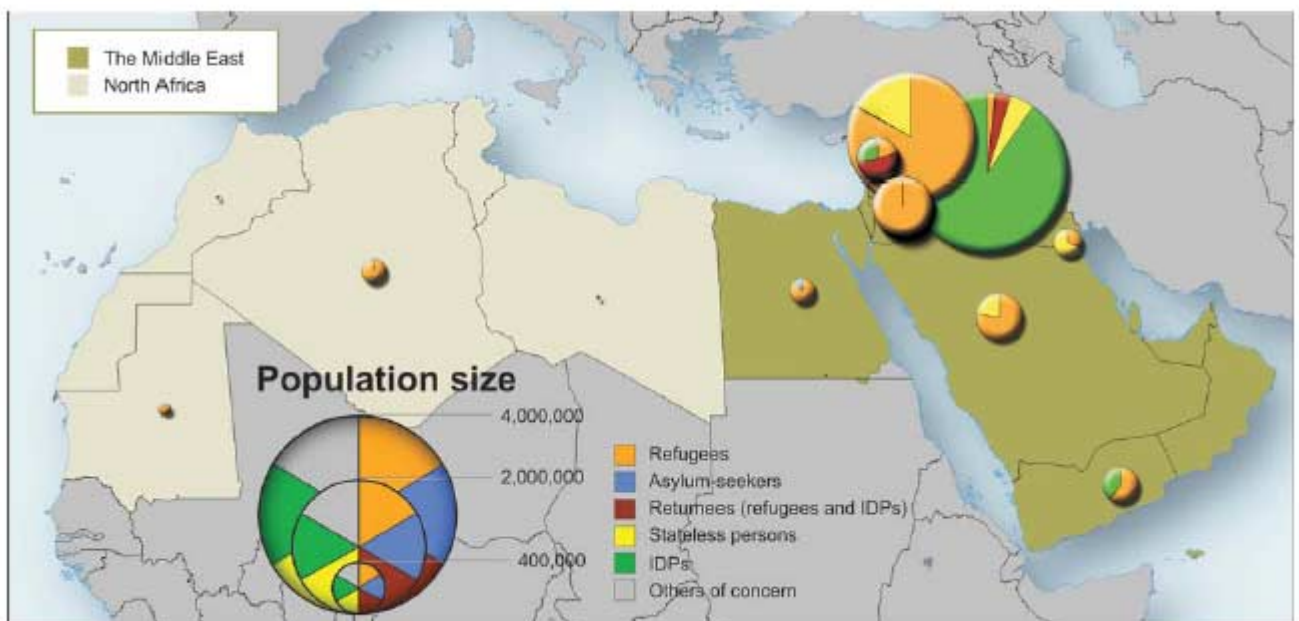 The Middle East
North Africa
Population size
4,000,000
2,000,000
400,000
Refugees
Asylum-seekers
Returnees (refugees and IDPs)
Stateless persons
IDPs
Others of concern